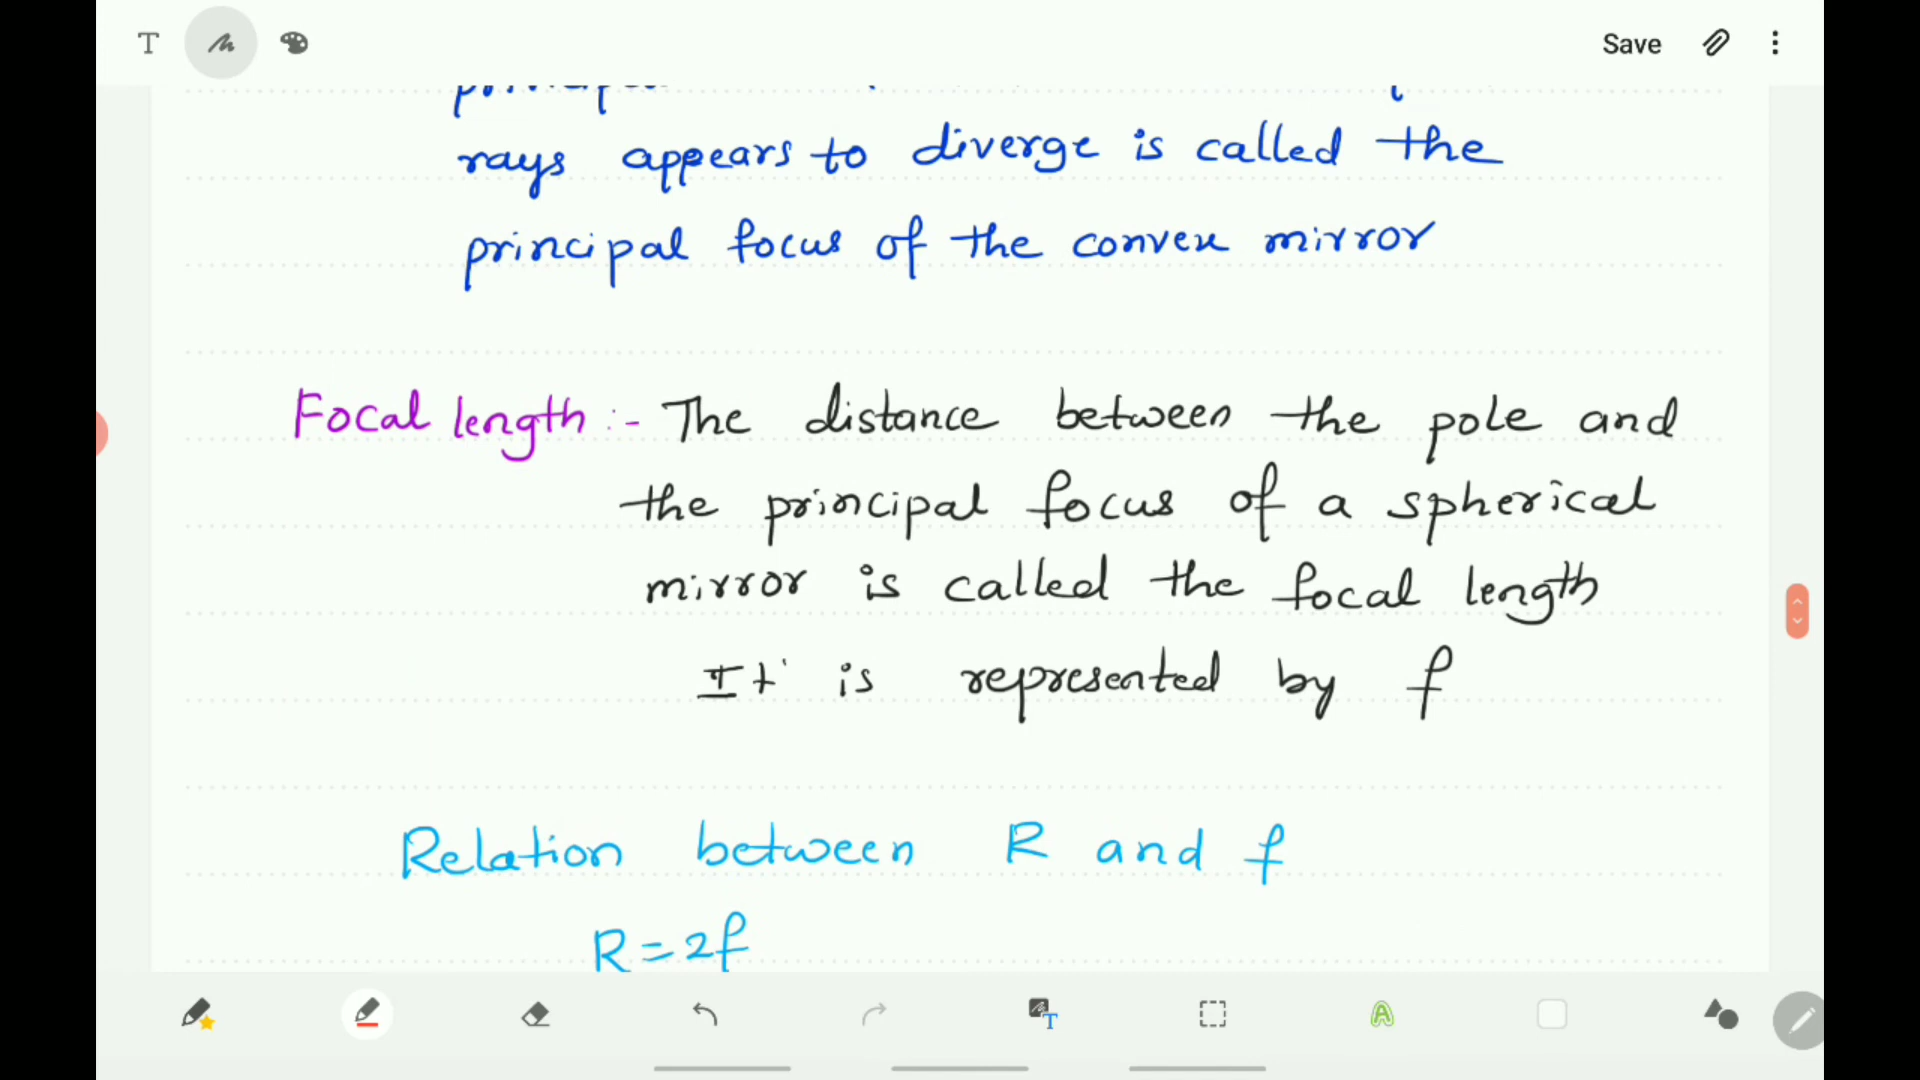 Save
rays appears to diverge is called the
principal focus of the convex mirror
Focal length :- The distance between the pole and
the principal focus of a spherical
mirror is called the focal length
It is represented by f
Relation between R and f
R = 2f